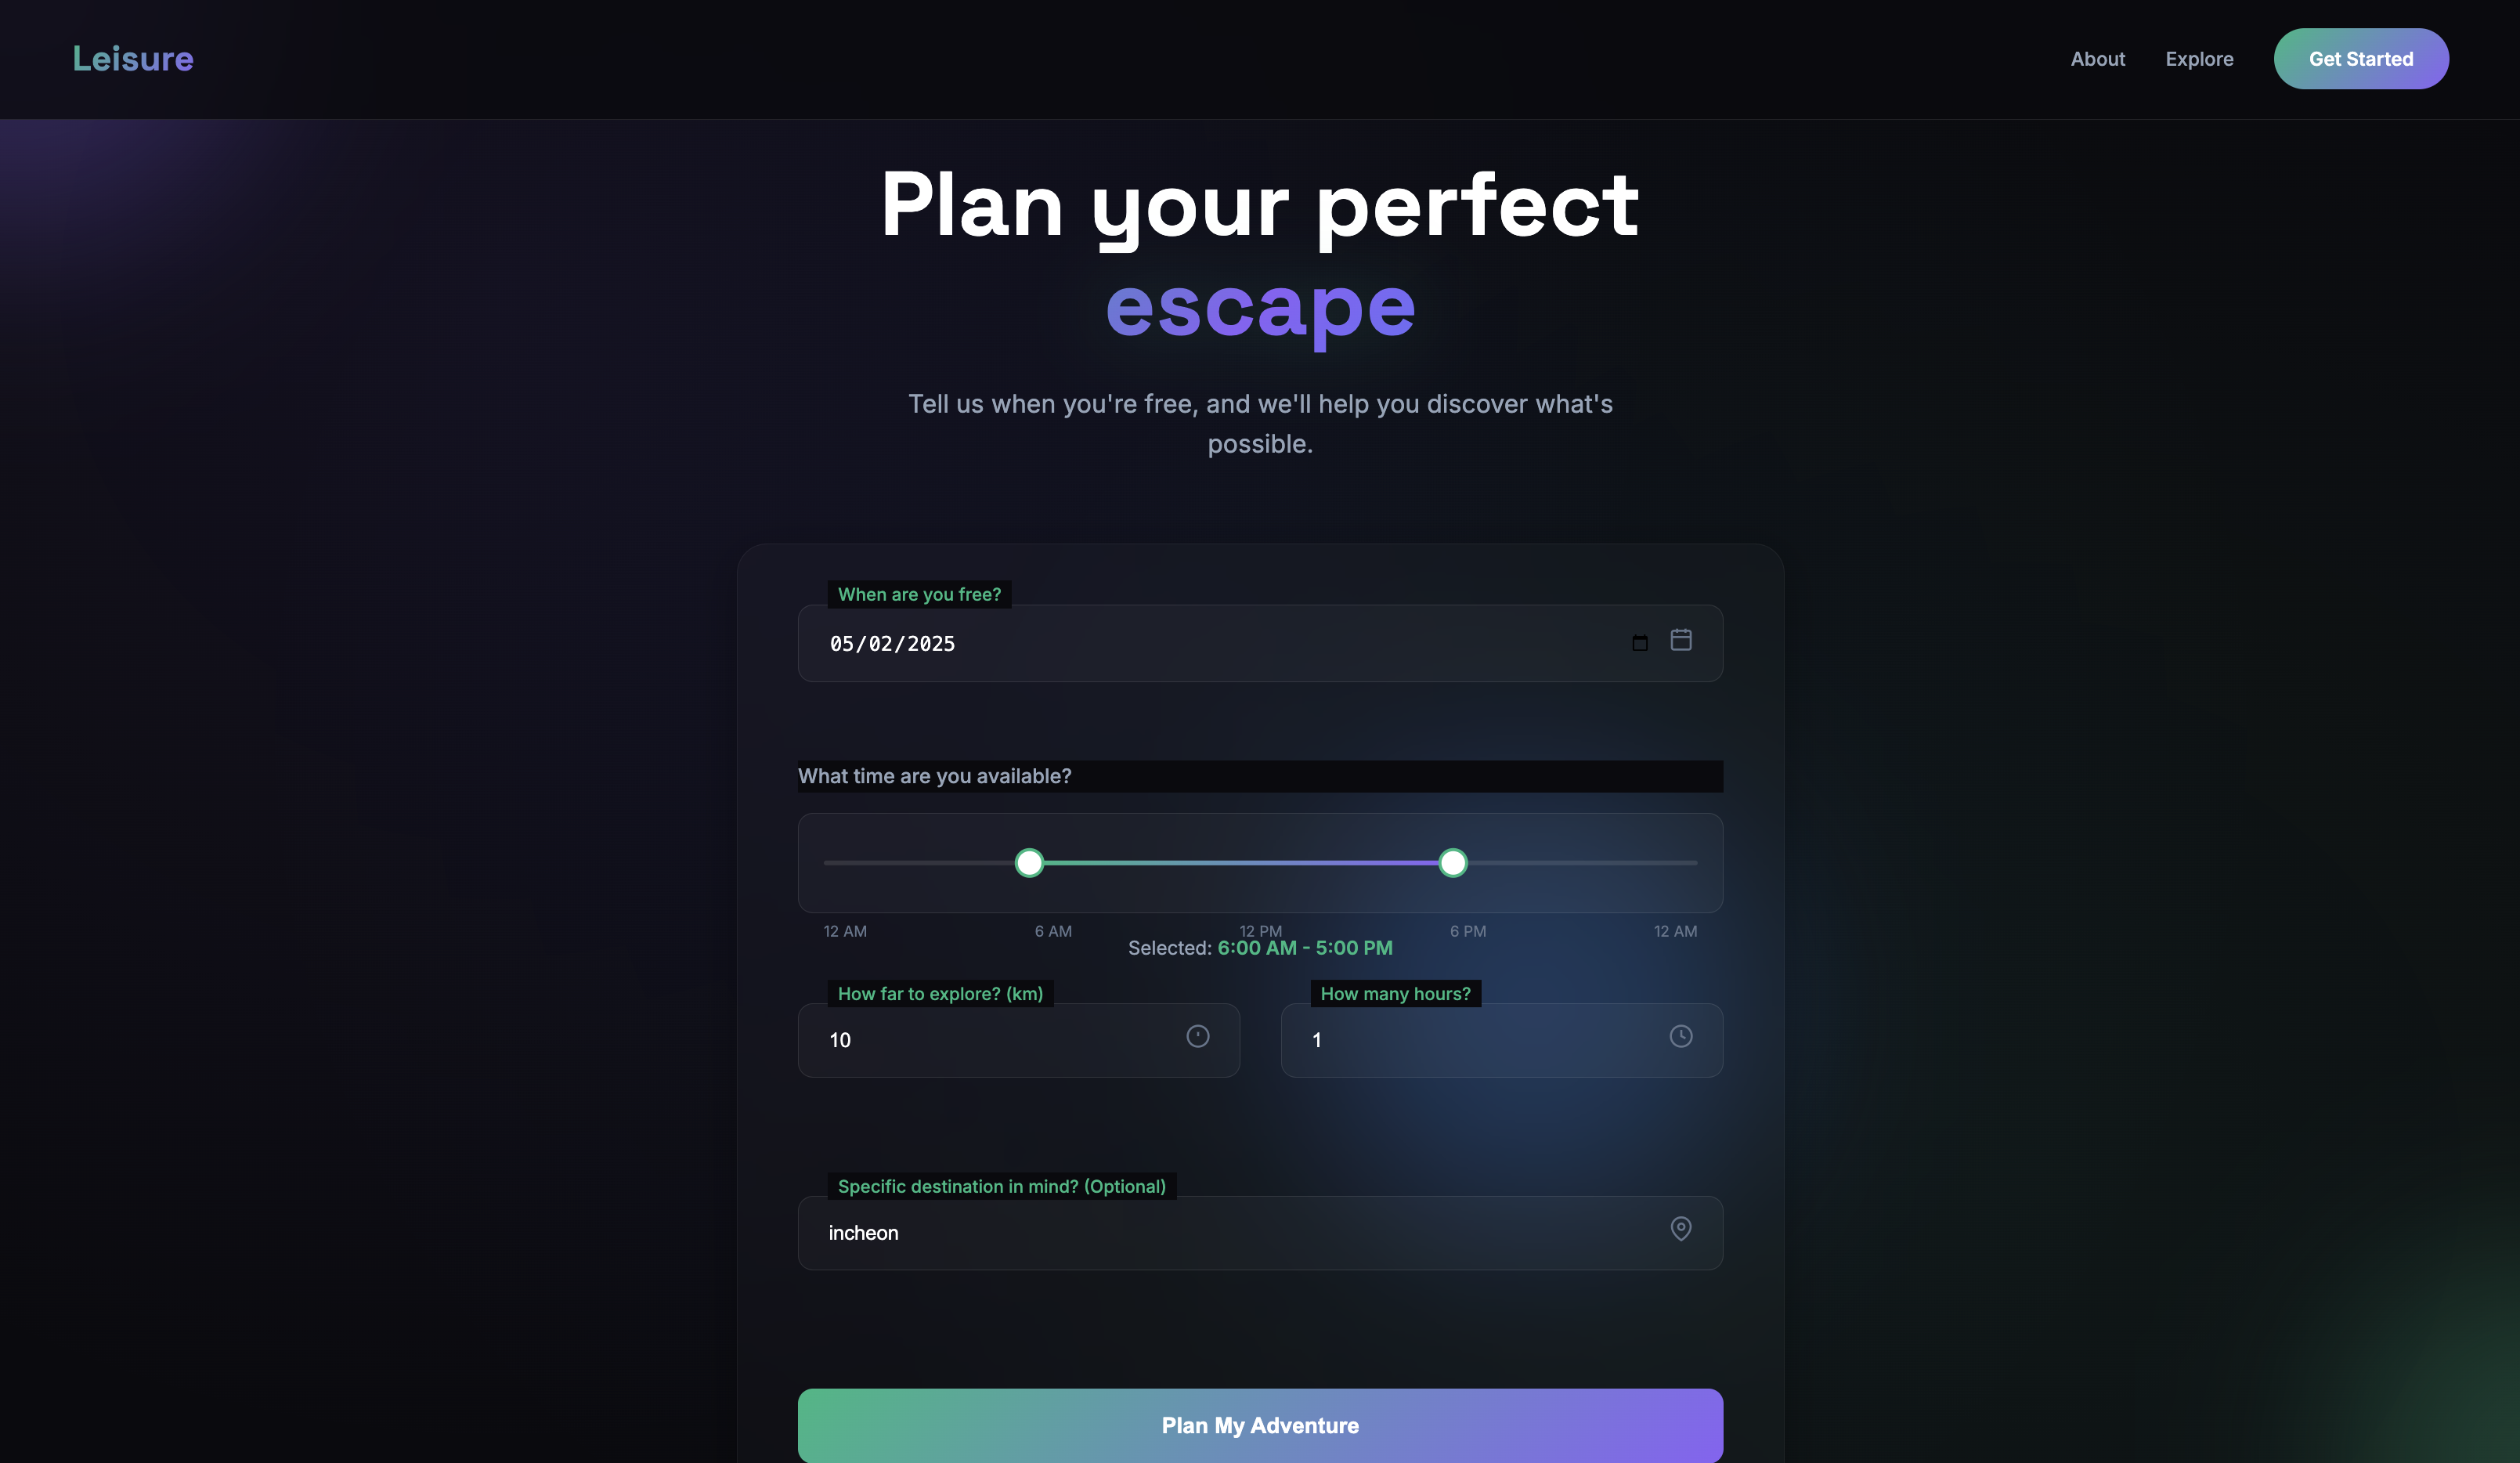 Leisure
About
Explore
Get Started
Plan your perfect
escape
Tell us when you're free, and we'll help you discover what's
possible.
When are you free?
05/02/2025
What time are you available?
12 AM
6 AM
12 PM
6 PM
12 AM
Selected: 6:00 AM - 5:00 PM
How far to explore? (km)
How many hours?
10
1
Specific destination in mind? (Optional)
incheon
Plan My Adventure